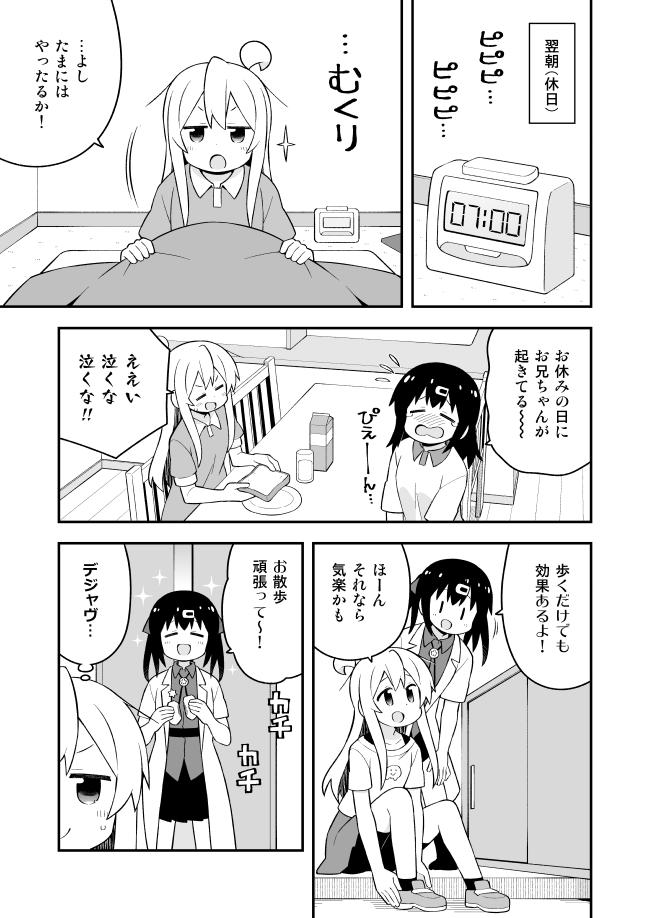 翌朝（休日）
ピピピ…
ピピピ…
07:00
…むくり
…よし
たまには
やったるか！
お休みの日に
お兄ちゃんが
起きてる～～
ぴぇーーん…
ええい
泣くな
泣くな!!
歩くだけでも
効果あるよ！
ほーん
それなら
気楽かも
お散歩
頑張って～！
カチ
カチ
デジャヴ…